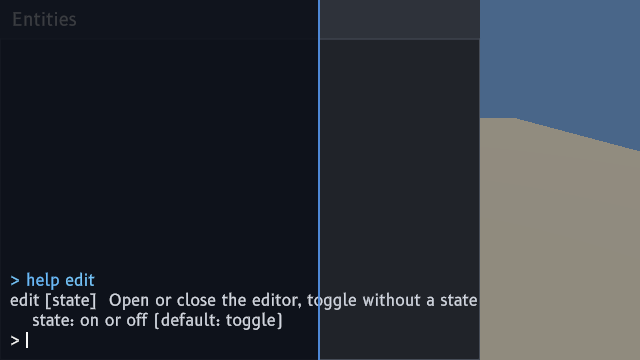 Entities
> help edit
edit [state]  Open or close the editor, toggle without a state
state: on or off [default: toggle]
>